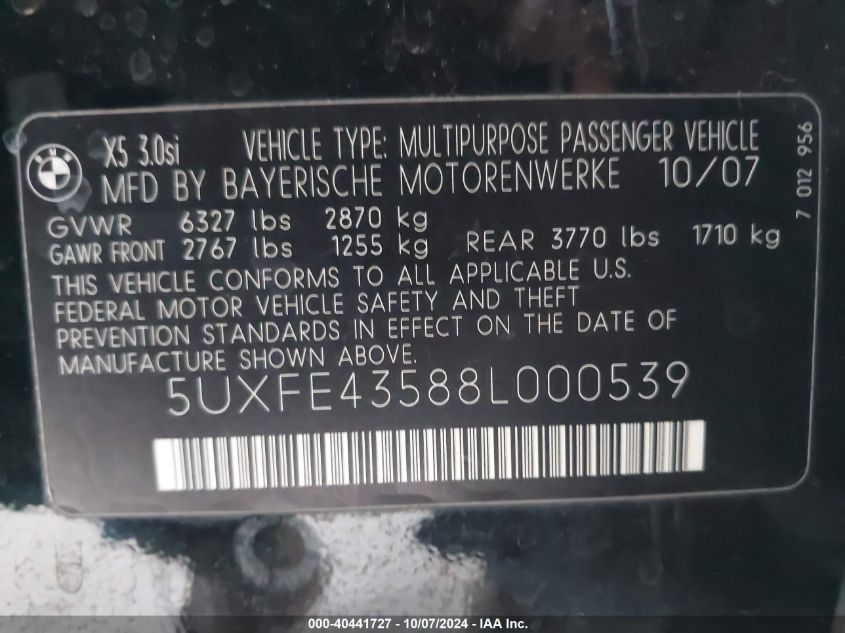 BMW
X5 3.0si VEHICLE TYPE: MULTIPURPOSE PASSENGER VEHICLE
MFD BY BAYERISCHE MOTORENWERKE 10/07
GVWR 6327 lbs 2870 kg
GAWR FRONT 2767 lbs 1255 kg REAR 3770 lbs 1710 kg
THIS VEHICLE CONFORMS TO ALL APPLICABLE U.S.
FEDERAL MOTOR VEHICLE SAFETY AND THEFT
PREVENTION STANDARDS IN EFFECT ON THE DATE OF
MANUFACTURE SHOWN ABOVE.
5UXFE43588L000539
7 012 956
000-40441727 - 10/07/2024 - IAA Inc.